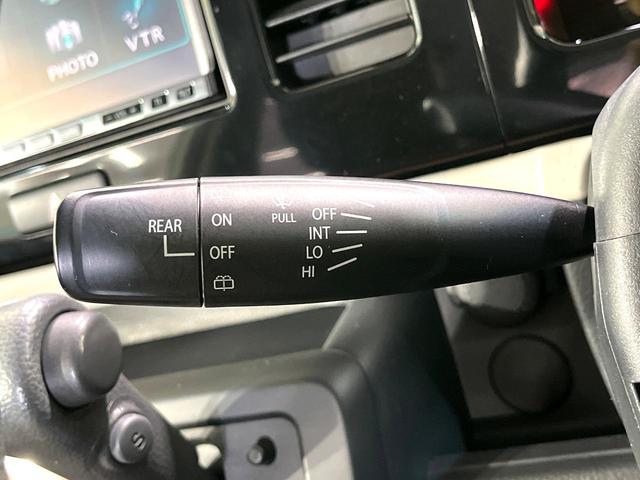 PHOTO
VTR
REAR
ON
OFF
PULL
OFF
INT
LO
HI
S